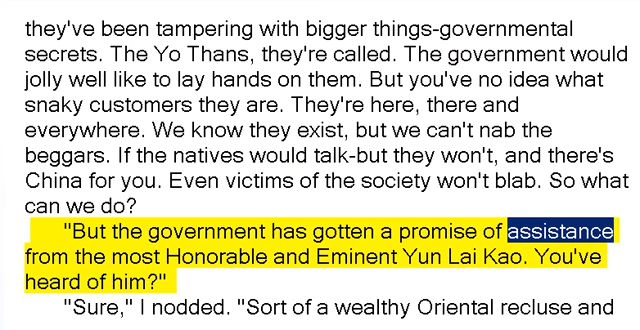 they've been tampering with bigger things-governmental
secrets. The Yo Thans, they're called. The government would
jolly well like to lay hands on them. But you've no idea what
snaky customers they are. They're here, there and
everywhere. We know they exist, but we can't nab the
beggars. If the natives would talk-but they won't, and there's
China for you. Even victims of the society won't blab. So what
can we do?
"But the government has gotten a promise of assistance
from the most Honorable and Eminent Yun Lai Kao. You've
heard of him?"
"Sure," I nodded. "Sort of a wealthy Oriental recluse and